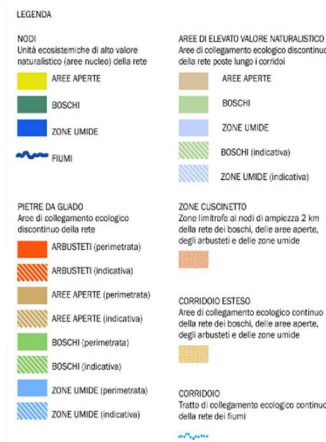 LEGENDA
NODI
Unità ecosistemiche di alto valore
naturalistico (aree nucleo) della rete
AREE APERTE
BOSCHI
ZONE UMIDE
FIUMI
PIETRE DA GUADO
Aree di collegamento ecologico
discontinuo della rete
ARBUSTETI (perimetrata)
ARBUSTETI (indicativa)
AREE APERTE (perimetrata)
AREE APERTE (indicativa)
BOSCHI (perimetrata)
BOSCHI (indicativa)
ZONE UMIDE (perimetrata)
ZONE UMIDE (indicativa)
AREE DI ELEVATO VALORE NATURALISTICO
Aree di collegamento ecologico discontinuo
della rete poste lungo i corridoi
AREE APERTE
BOSCHI
ZONE UMIDE
BOSCHI (indicativa)
ZONE UMIDE (indicativa)
ZONE CUSCINETTO
Zone limitrofe ai nodi di ampiezza 2 km
della rete dei boschi, delle aree aperte,
degli arbusteti e delle zone umide
CORRIDOIO ESTESO
Aree di collegamento ecologico continuo
della rete dei boschi, delle aree aperte,
degli arbusteti e delle zone umide
CORRIDOIO
Tratto di collegamento ecologico continuo
della rete dei fiumi